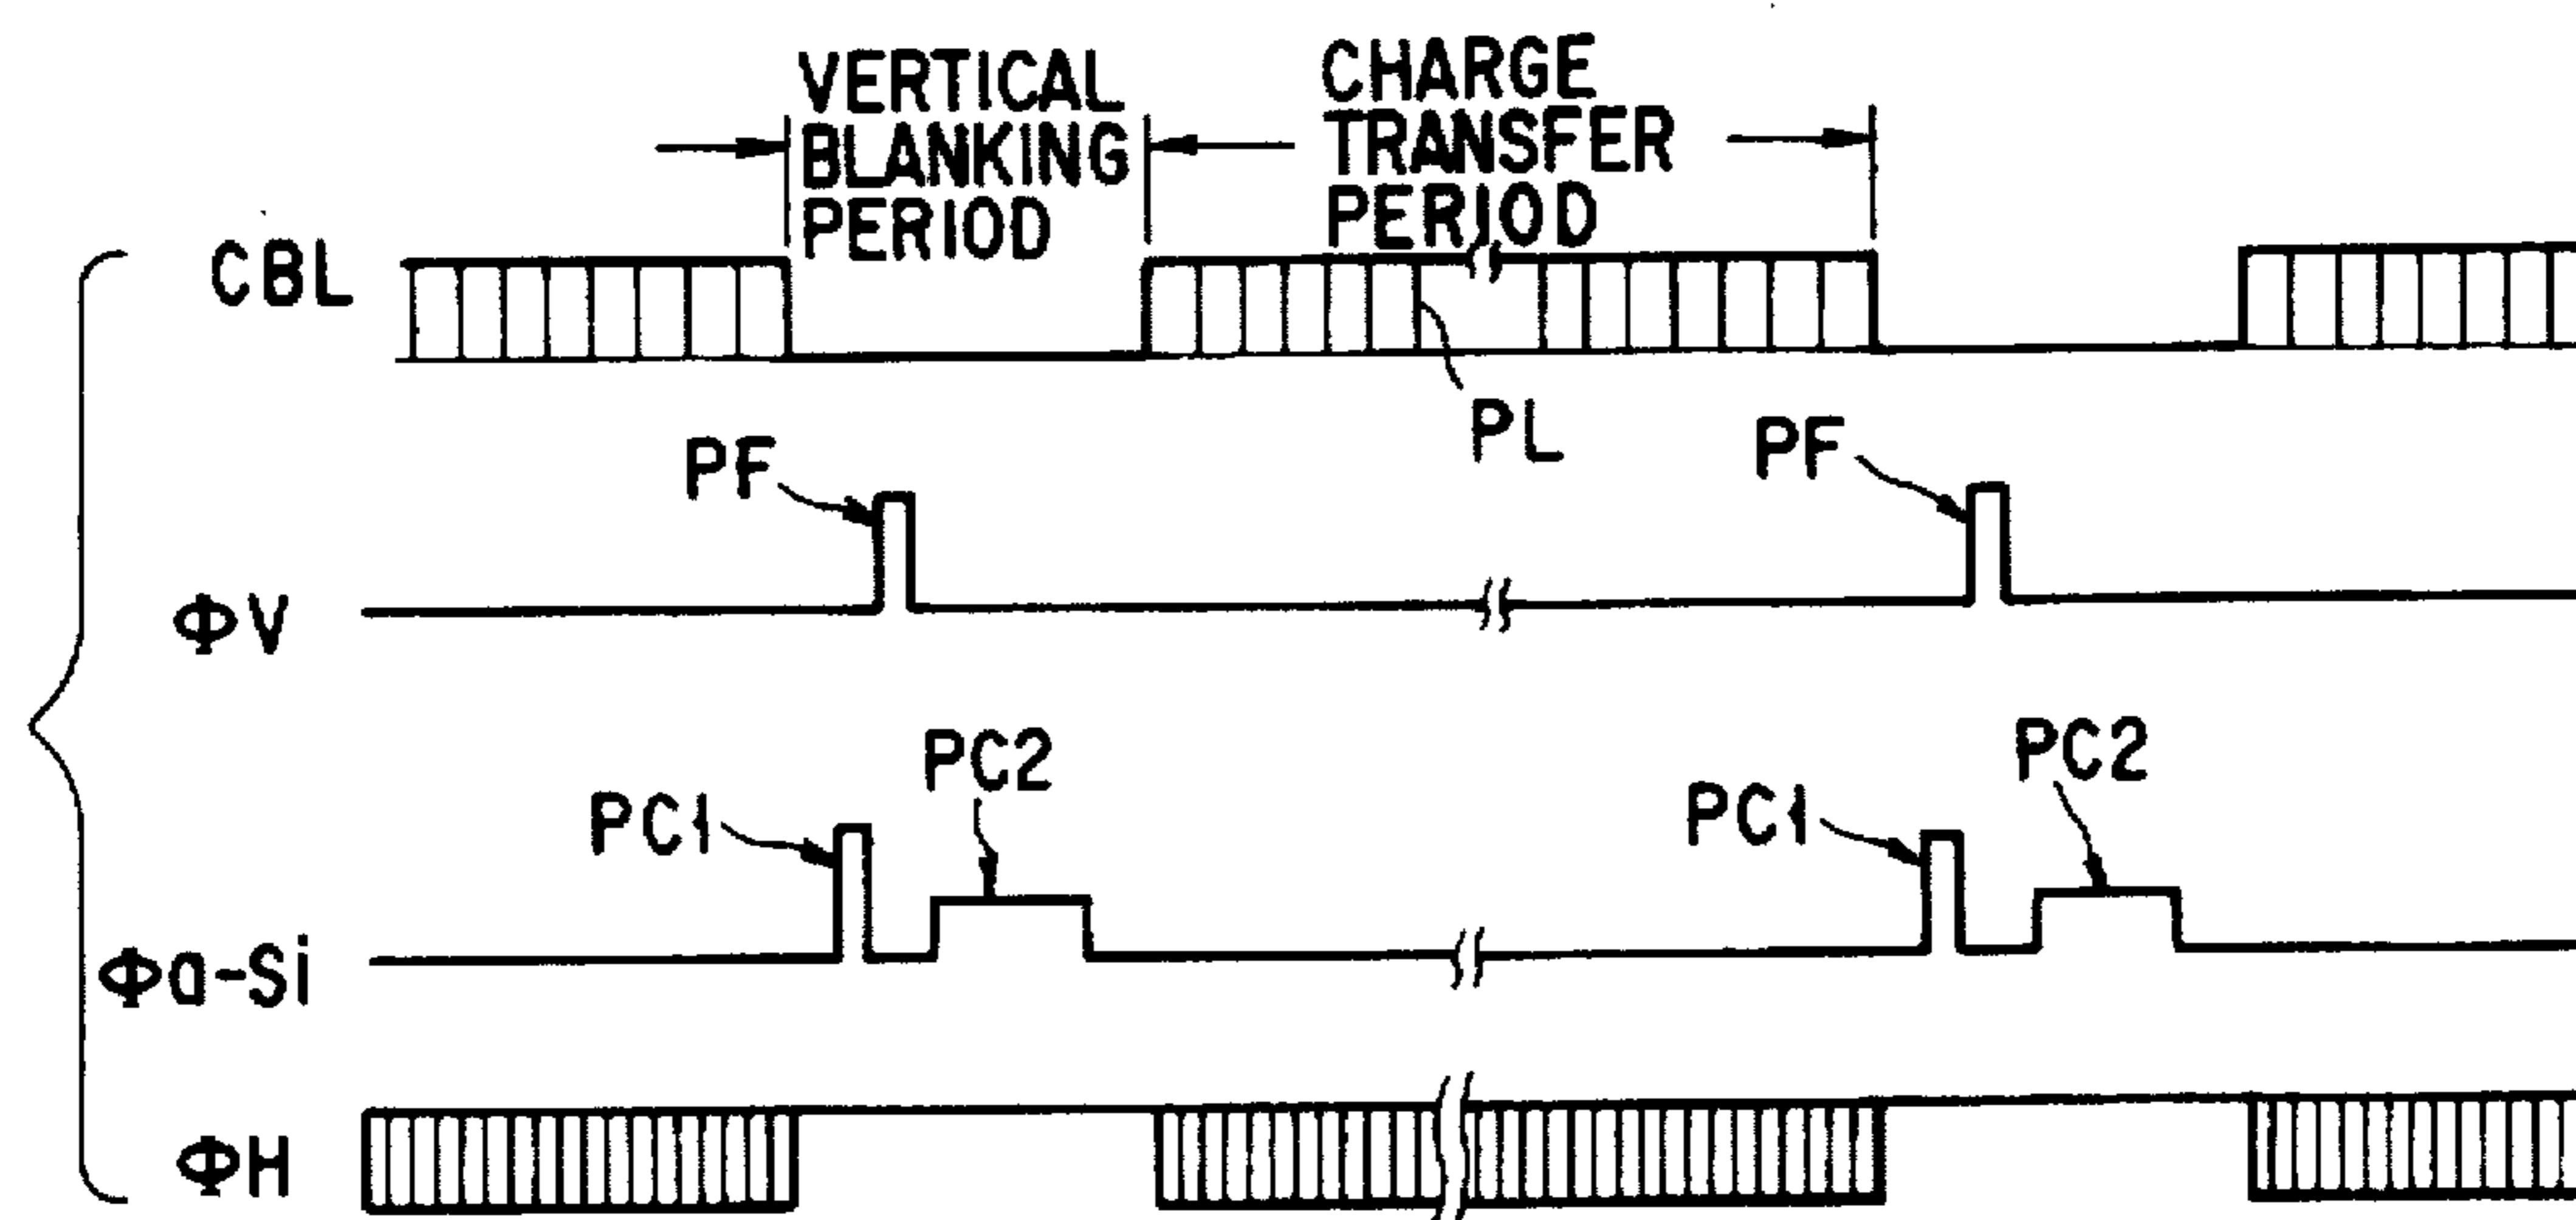 VERTICAL
BLANKING
PERIOD
CHARGE
TRANSFER
PERIOD
CBL
PL
PF
PF
ΦV
PC1
PC2
PC1
PC2
Φa-Si
ΦH